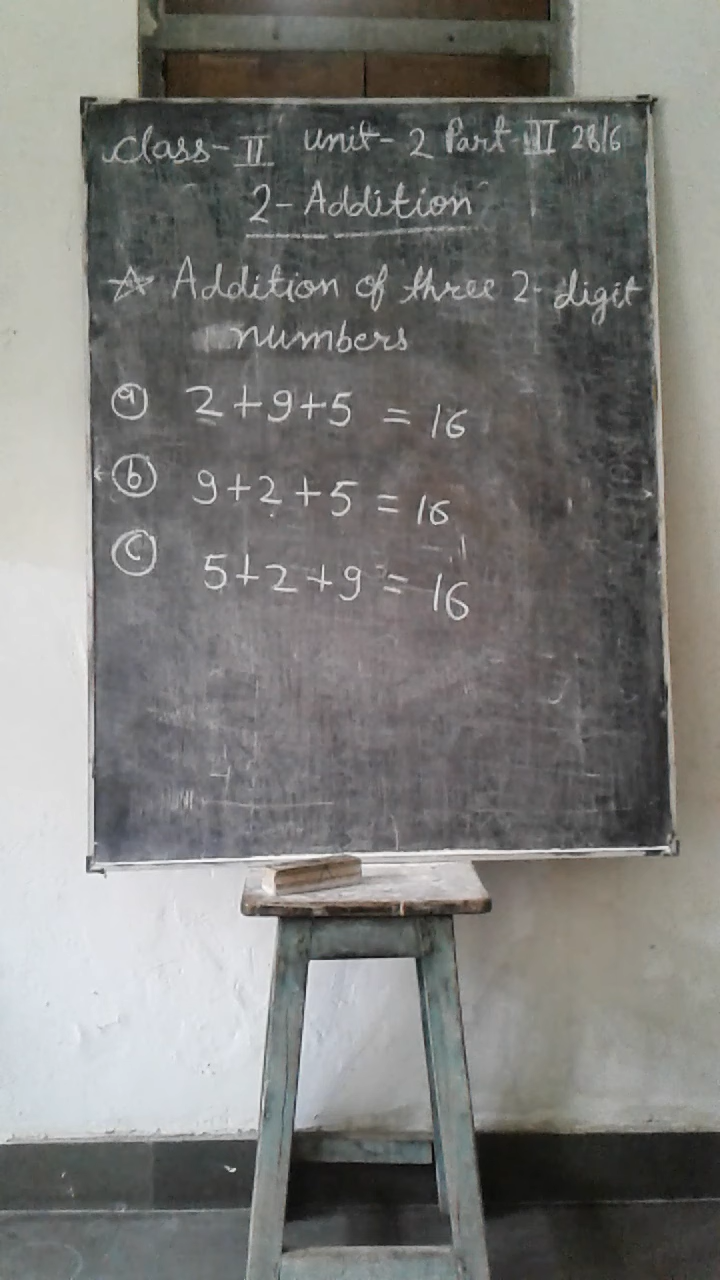 Class-II unit-2 Part-III 28/6
2-Addition
☆ Addition of three 2-digit
numbers
ⓐ 2+9+5 = 16
ⓑ 9+2+5 = 16
ⓒ 5+2+9 = 16